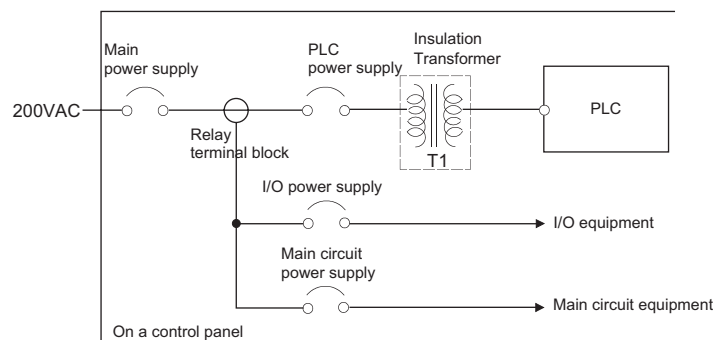 Main
power supply
PLC
power supply
Insulation
Transformer
200VAC
PLC
Relay
terminal block
T1
I/O power supply
I/O equipment
Main circuit
power supply
Main circuit equipment
On a control panel